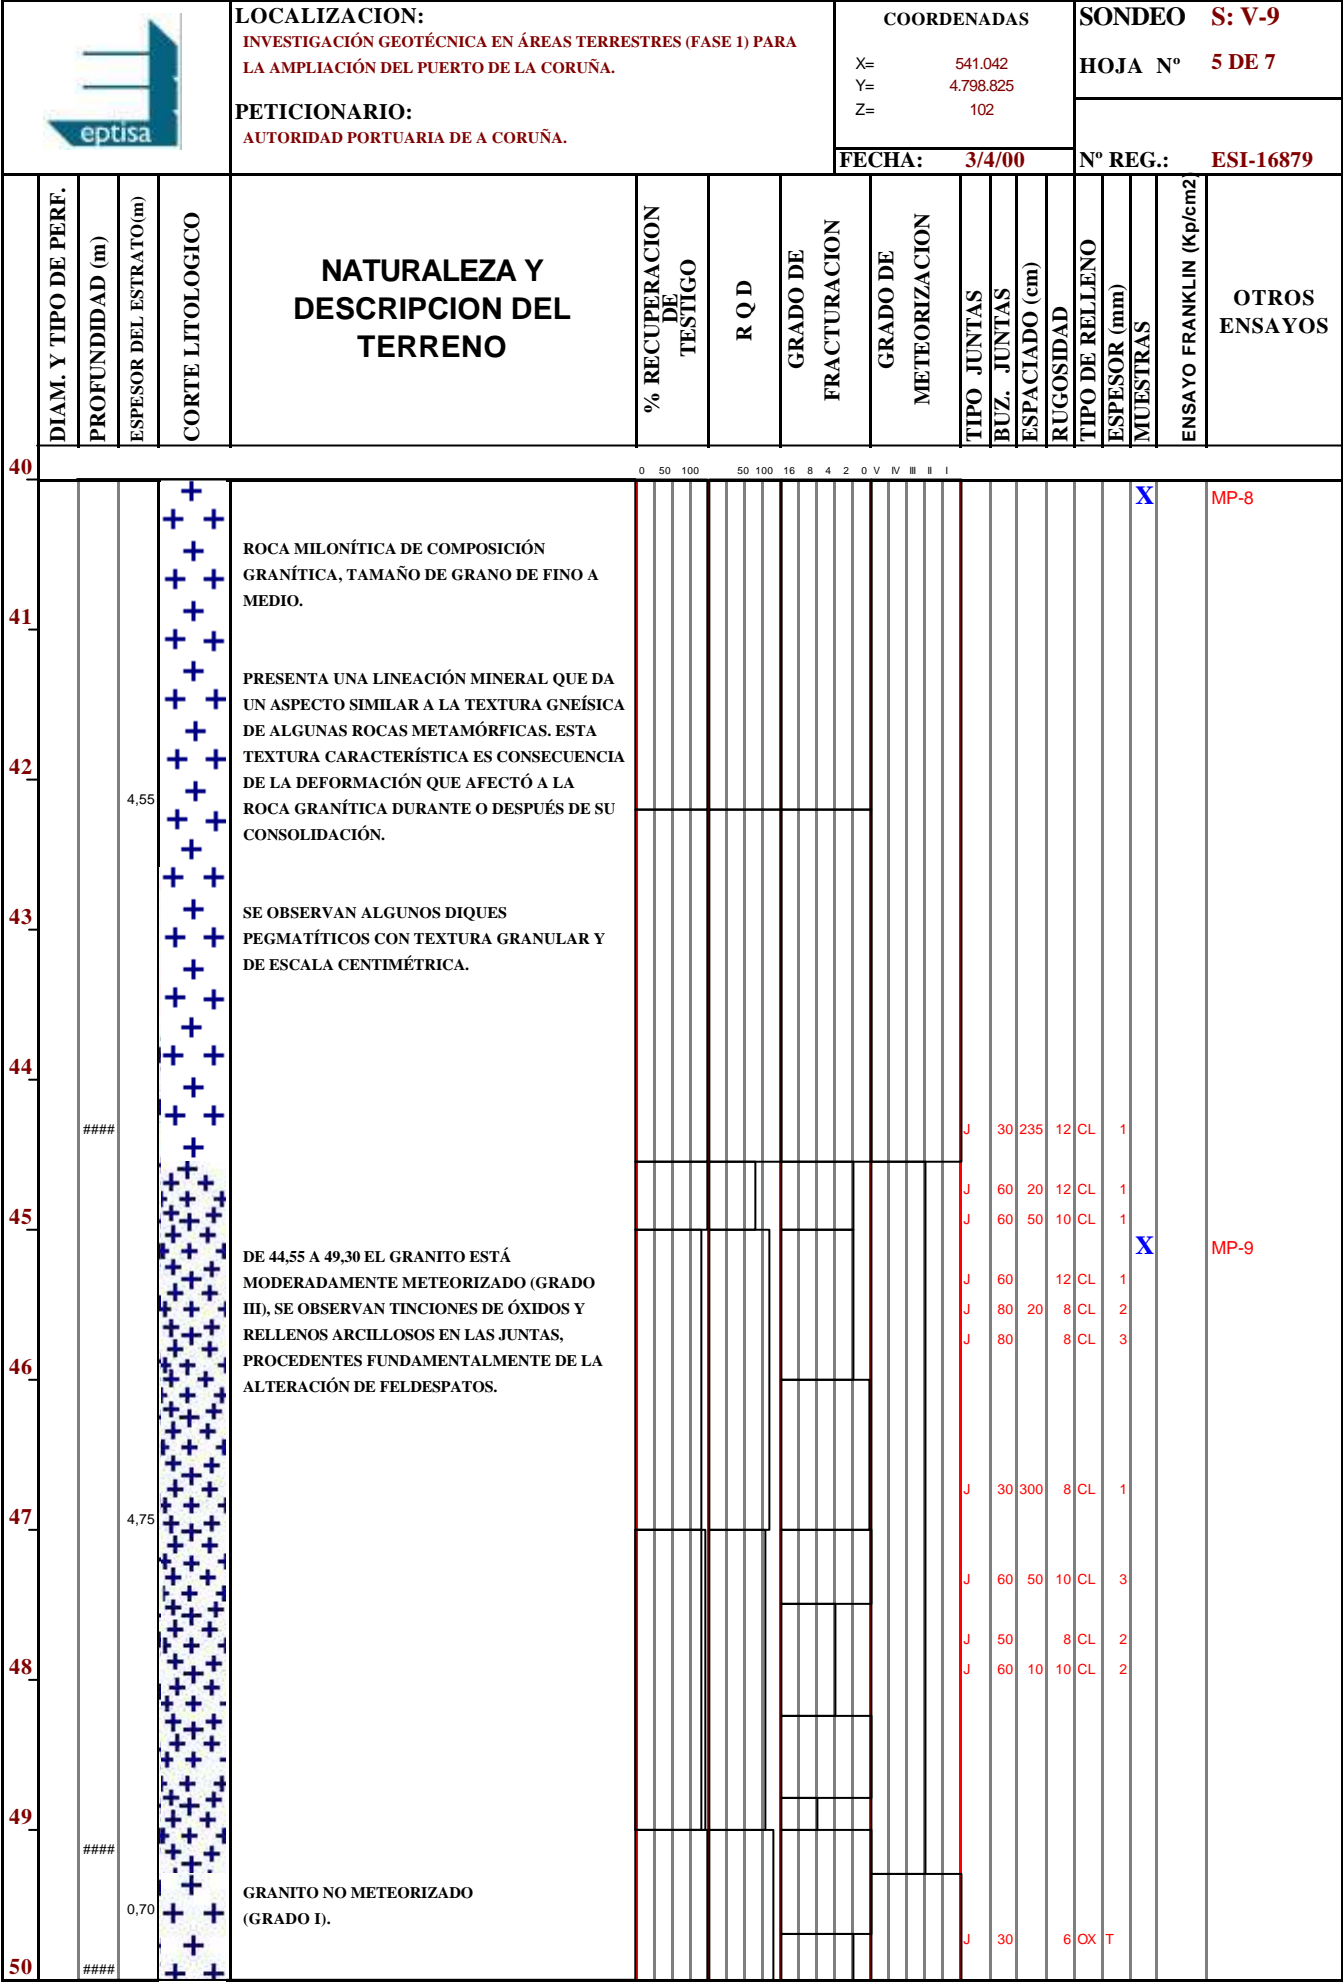 eptisa
LOCALIZACION:
INVESTIGACIÓN GEOTÉCNICA EN ÁREAS TERRESTRES (FASE 1) PARA
LA AMPLIACIÓN DEL PUERTO DE LA CORUÑA.
PETICIONARIO:
AUTORIDAD PORTUARIA DE A CORUÑA.
COORDENADAS
X= 541.042
Y= 4.798.825
Z= 102
FECHA: 3/4/00
SONDEO S: V-9
HOJA Nº 5 DE 7
Nº REG.: ESI-16879
DIAM. Y TIPO DE PERF.
PROFUNDIDAD (m)
ESPESOR DEL ESTRATO(m)
CORTE LITOLOGICO
NATURALEZA Y
DESCRIPCION DEL
TERRENO
% RECUPERACION
DE
TESTIGO
R Q D
GRADO DE
FRACTURACION
GRADO DE
METEORIZACION
TIPO JUNTAS
BUZ. JUNTAS
ESPACIADO (cm)
RUGOSIDAD
TIPO DE RELLENO
ESPESOR (mm)
MUESTRAS
ENSAYO FRANKLIN (Kp/cm2)
OTROS
ENSAYOS
40
0 50 100 50 100 16 8 4 2 0 V IV III II I
X MP-8
ROCA MILONÍTICA DE COMPOSICIÓN
GRANÍTICA, TAMAÑO DE GRANO DE FINO A
MEDIO.
41
PRESENTA UNA LINEACIÓN MINERAL QUE DA
UN ASPECTO SIMILAR A LA TEXTURA GNEÍSICA
DE ALGUNAS ROCAS METAMÓRFICAS. ESTA
TEXTURA CARACTERÍSTICA ES CONSECUENCIA
42
DE LA DEFORMACIÓN QUE AFECTÓ A LA
4,55
ROCA GRANÍTICA DURANTE O DESPUÉS DE SU
CONSOLIDACIÓN.
43
SE OBSERVAN ALGUNOS DIQUES
PEGMATÍTICOS CON TEXTURA GRANULAR Y
DE ESCALA CENTIMÉTRICA.
44
#### J 30 235 12 CL 1
J 60 20 12 CL 1
45
J 60 50 10 CL 1
X MP-9
DE 44,55 A 49,30 EL GRANITO ESTÁ
MODERADAMENTE METEORIZADO (GRADO
J 60 12 CL 1
III), SE OBSERVAN TINCIONES DE ÓXIDOS Y
J 80 20 8 CL 2
RELLENOS ARCILLOSOS EN LAS JUNTAS,
J 80 8 CL 3
PROCEDENTES FUNDAMENTALMENTE DE LA
46
ALTERACIÓN DE FELDESPATOS.
J 30 300 8 CL 1
47
4,75
J 60 50 10 CL 3
J 50 8 CL 2
48
J 60 10 10 CL 2
49
####
GRANITO NO METEORIZADO
0,70
(GRADO I).
J 30 6 OX T
50
####